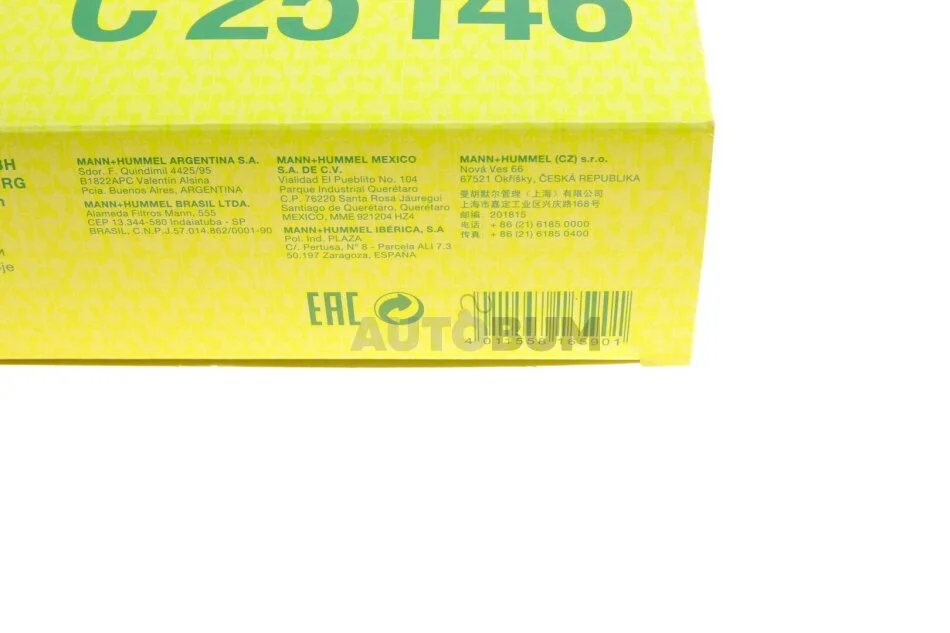 C 25 146
MANN+HUMMEL ARGENTINA S.A.
Sdor. F. Quindimil 4425/95
B1822APC Valentin Alsina
Pcia. Buenos Aires, ARGENTINA
MANN+HUMMEL BRASIL LTDA.
Alameda Filtros Mann, 555
CEP 13.344-580 Indaiatuba - SP
BRASIL, C.N.P.J.57.014.862/0001-90
MANN+HUMMEL MEXICO
S.A. DE C.V.
Vialidad El Pueblito No. 104
Parque Industrial Querétaro
C.P. 76220 Santa Rosa Jáuregui
Santiago de Querétaro, Queretaro
MEXICO, MME 921204 HZ4
MANN+HUMMEL IBÉRICA, S.A
Pol. Ind. PLAZA
C/. Pertusa, N° 8 - Parcela ALI 7.3
50.197 Zaragoza, ESPAÑA
MANN+HUMMEL (CZ) s.r.o.
Nová Ves 66
67521 Okříšky, ČESKÁ REPUBLIKA
曼胡默尔管理（上海）有限公司
上海市嘉定工业区兴庆路168号
邮编 201815
电话 + 86 (21) 6185 0000
传真 + 86 (21) 6185 0400
EAC
AUTOBUM
4 011558 165901